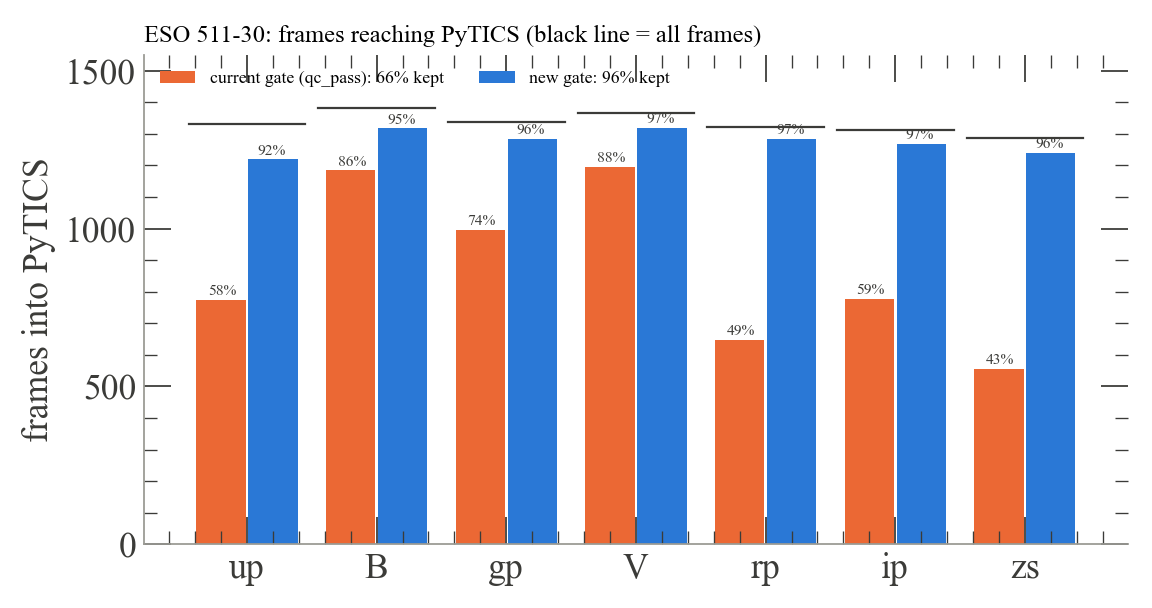 ESO 511-30: frames reaching PyTICS (black line = all frames)
current gate (qc_pass): 66% kept
new gate: 96% kept
frames into PyTICS
1500
1000
500
0
58%
92%
86%
95%
74%
96%
88%
97%
49%
97%
59%
97%
43%
96%
up
B
gp
V
rp
ip
zs